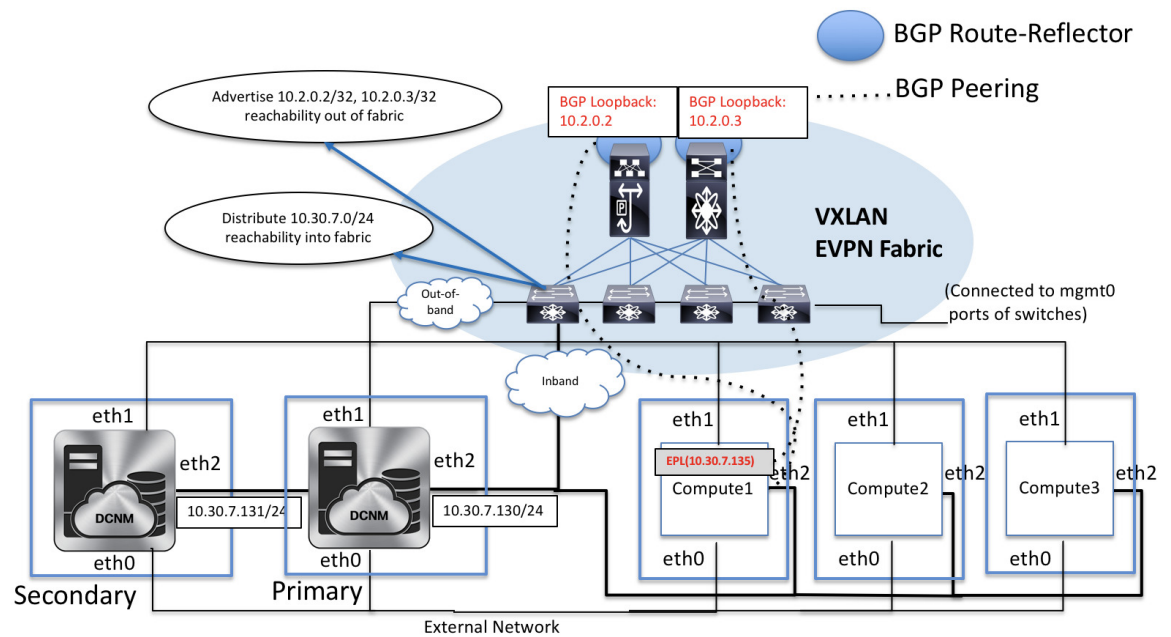 BGP Route-Reflector
BGP Peering
Advertise 10.2.0.2/32, 10.2.0.3/32
reachability out of fabric
BGP Loopback:
10.2.0.2
BGP Loopback:
10.2.0.3
Distribute 10.30.7.0/24
reachability into fabric
P
VXLAN
EVPN Fabric
Out-of-
band
(Connected to mgmt0
ports of switches)
Inband
eth1
eth1
eth1
eth1
eth1
eth2
eth2
EPL(10.30.7.135)
eth2
eth2
eth2
Compute1
Compute2
Compute3
DCNM
DCNM
10.30.7.131/24
10.30.7.130/24
eth0
eth0
eth0
eth0
eth0
Secondary
Primary
External Network